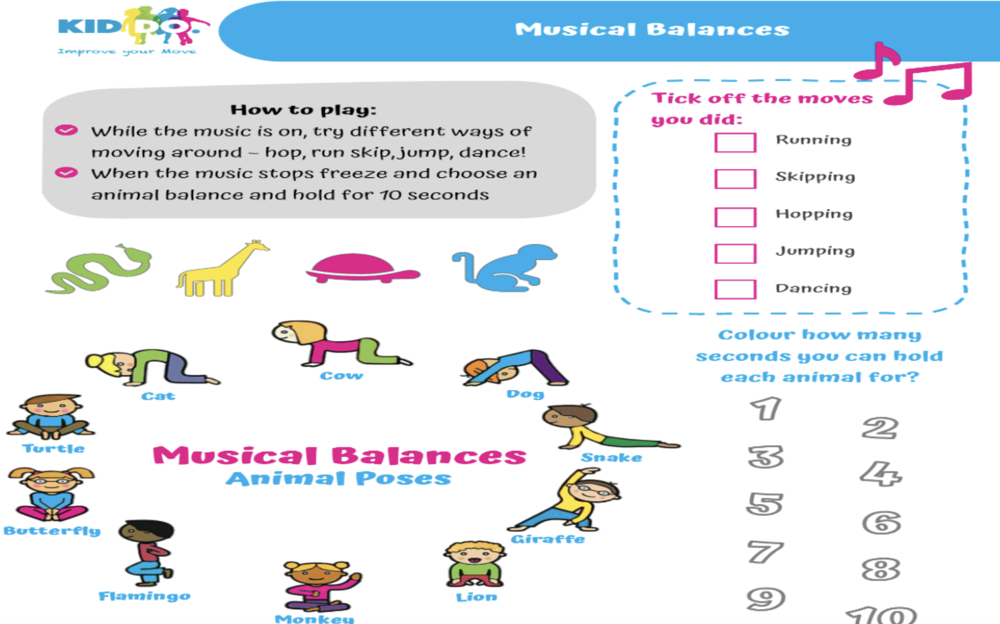 KIDDO.
Improve your Move
Musical Balances
How to play:
While the music is on, try different ways of
moving around – hop, run skip, jump, dance!
When the music stops freeze and choose an
animal balance and hold for 10 seconds
Tick off the moves
you did:
Running
Skipping
Hopping
Jumping
Dancing
Cow
Cat
Dog
Turtle
Snake
Musical Balances
Animal Poses
Butterfly
Giraffe
Flamingo
Lion
Monkey
Colour how many
seconds you can hold
each animal for?
1
2
3
4
5
6
7
8
9
10